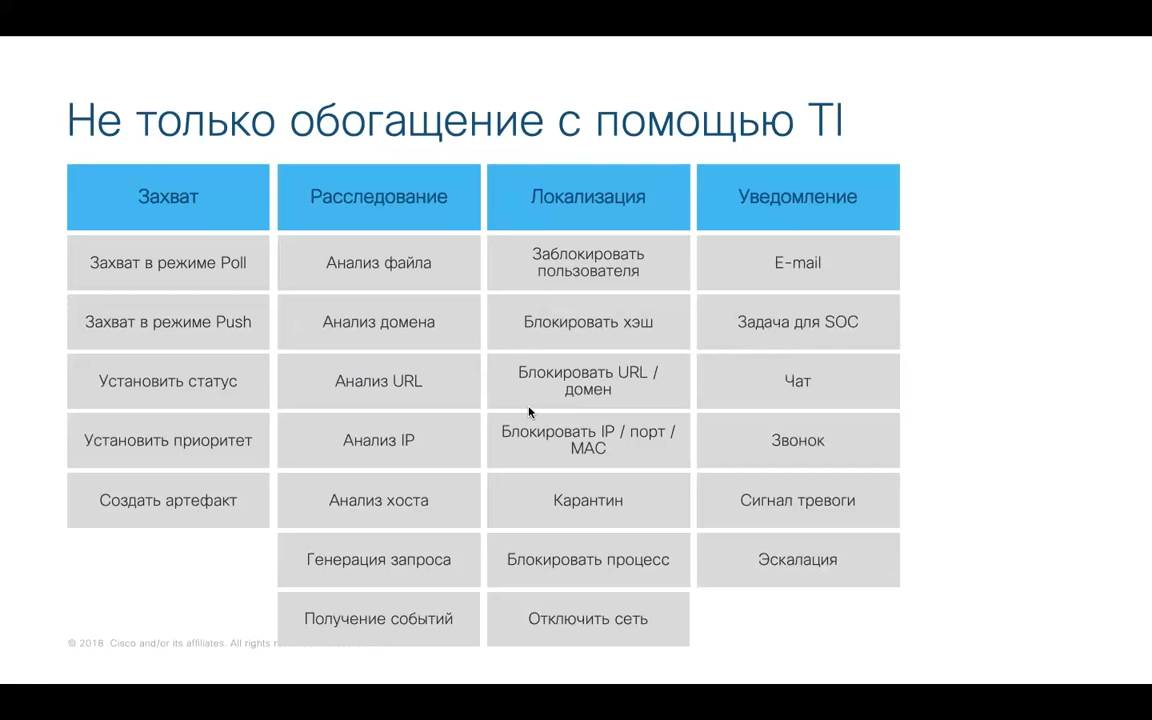 Не только обогащение с помощью TI
Захват
Расследование
Локализация
Уведомление
Захват в режиме Poll
Анализ файла
Заблокировать
пользователя
E-mail
Захват в режиме Push
Анализ домена
Блокировать хэш
Задача для SOC
Установить статус
Анализ URL
Блокировать URL /
домен
Чат
Установить приоритет
Анализ IP
Блокировать IP / порт /
MAC
Звонок
Создать артефакт
Анализ хоста
Карантин
Сигнал тревоги
Генерация запроса
Блокировать процесс
Эскалация
Получение событий
Отключить сеть
© 2018 Cisco and/or its affiliates. All rights